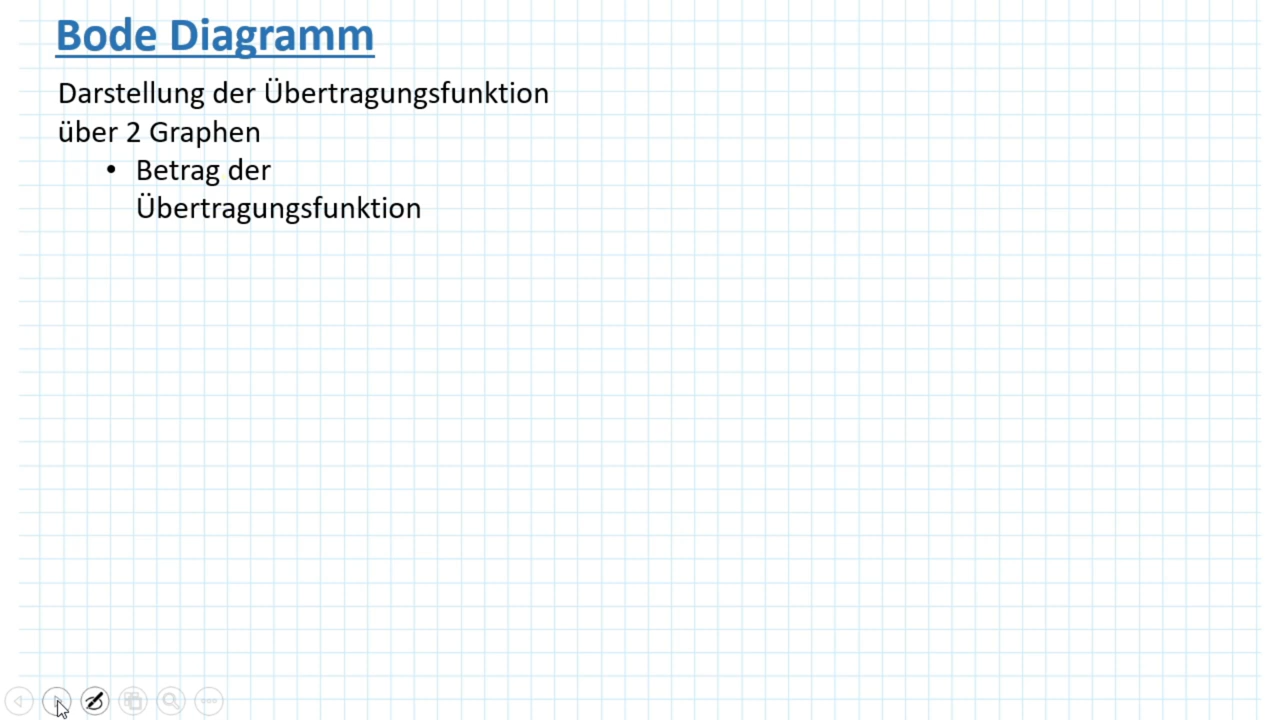 Bode Diagramm
Darstellung der Übertragungsfunktion
über 2 Graphen
• Betrag der
Übertragungsfunktion